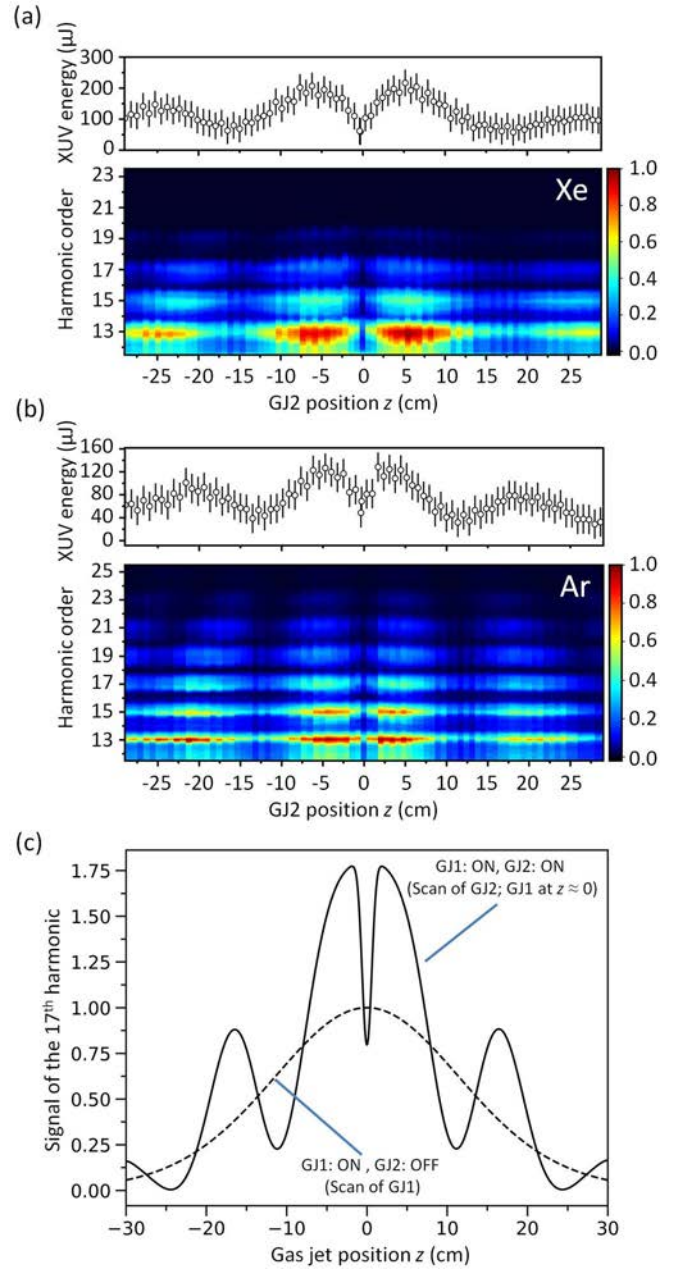 (a)
XUV energy (μJ)
300
200
100
0
Harmonic order
23
21
19
17
15
13
Xe
1.0
0.8
0.6
0.4
0.2
0.0
-25 -20 -15 -10 -5 0 5 10 15 20 25
GJ2 position z (cm)
(b)
XUV energy (μJ)
160
120
80
40
0
Harmonic order
25
23
21
19
17
15
13
Ar
1.0
0.8
0.6
0.4
0.2
0.0
-25 -20 -15 -10 -5 0 5 10 15 20 25
GJ2 position z (cm)
(c)
Signal of the 17th harmonic
1.75
1.50
1.25
1.00
0.75
0.50
0.25
0.00
GJ1: ON, GJ2: ON
(Scan of GJ2; GJ1 at z ≈ 0)
GJ1: ON , GJ2: OFF
(Scan of GJ1)
−30 −20 −10 0 10 20 30
Gas jet position z (cm)